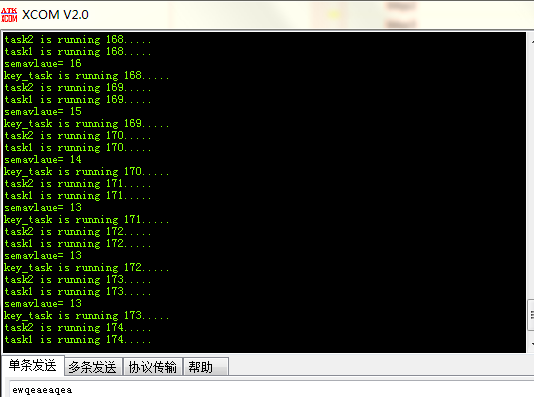 ATK
XCOM
XCOM V2.0
task2 is running 168.....
task1 is running 168.....
semavlaue= 16
key_task is running 168.....
task2 is running 169.....
task1 is running 169.....
semavlaue= 15
key_task is running 169.....
task2 is running 170.....
task1 is running 170.....
semavlaue= 14
key_task is running 170.....
task2 is running 171.....
task1 is running 171.....
semavlaue= 13
key_task is running 171.....
task2 is running 172.....
task1 is running 172.....
semavlaue= 13
key_task is running 172.....
task2 is running 173.....
task1 is running 173.....
semavlaue= 13
key_task is running 173.....
task2 is running 174.....
task1 is running 174.....
单条发送 多条发送 协议传输 帮助
ewqeaeaqea